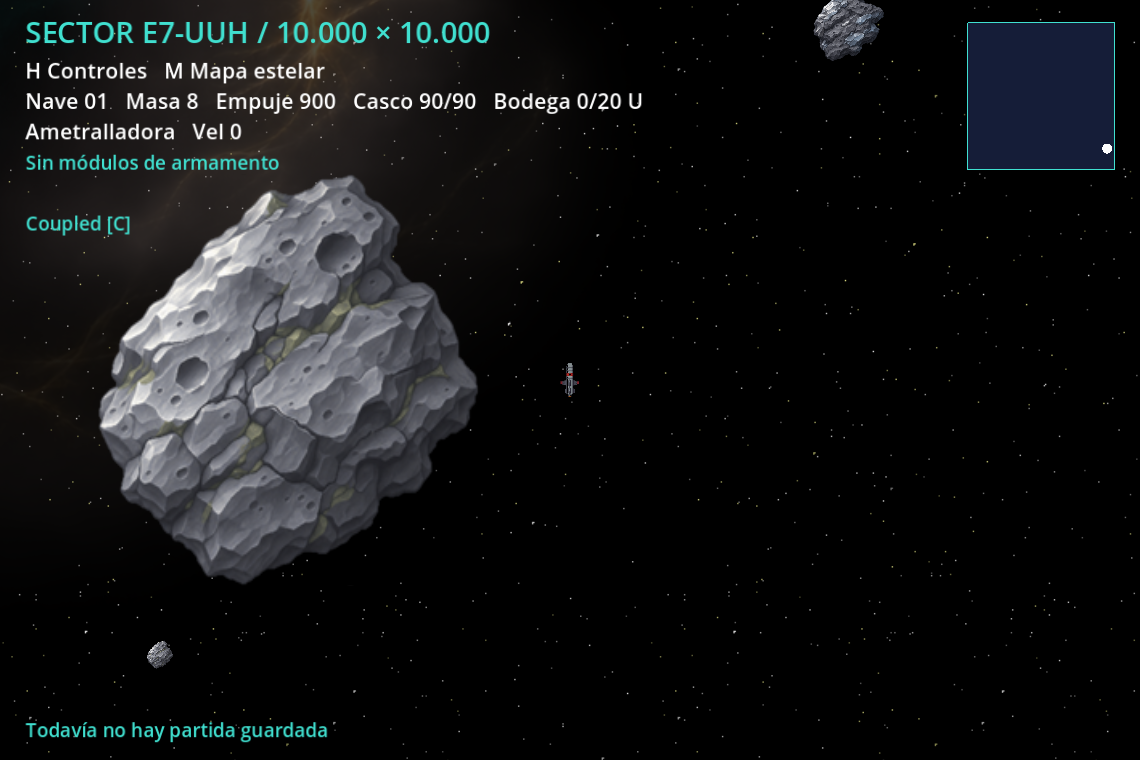 SECTOR E7-UUH / 10.000 × 10.000
H Controles M Mapa estelar
Nave 01 Masa 8 Empuje 900 Casco 90/90 Bodega 0/20 U
Ametralladora Vel 0
Sin módulos de armamento
Coupled [C]
Todavía no hay partida guardada